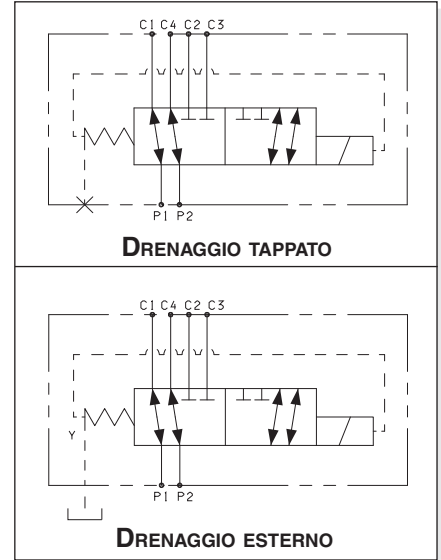 C1 C4 C2 C3
P1 P2
DRENAGGIO TAPPATO
C1 C4 C2 C3
Y
P1 P2
DRENAGGIO ESTERNO